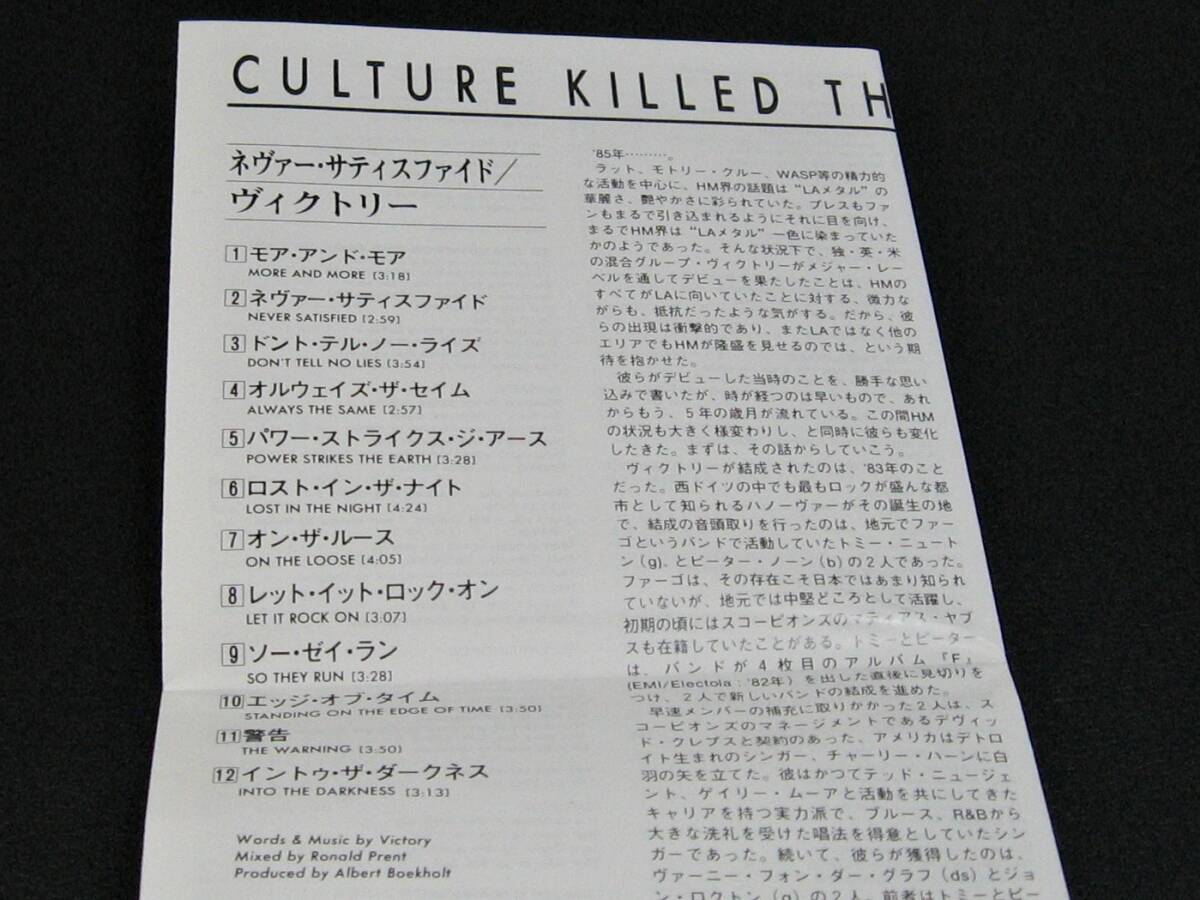 CULTURE KILLED TH
ネヴァー・サティスファイド/
ヴィクトリー
1 モア・アンド・モア
MORE AND MORE [3:18]
2 ネヴァー・サティスファイド
NEVER SATISFIED [2:59]
3 ドント・テル・ノー・ライズ
DON'T TELL NO LIES [3:54]
4 オルウェイズ・ザ・セイム
ALWAYS THE SAME [2:57]
5 パワー・ストライクス・ジ・アース
POWER STRIKES THE EARTH [3:28]
6 ロスト・イン・ザ・ナイト
LOST IN THE NIGHT [4:24]
7 オン・ザ・ルース
ON THE LOOSE [4:05]
8 レット・イット・ロック・オン
LET IT ROCK ON [3:07]
9 ソー・ゼイ・ラン
SO THEY RUN [3:28]
10 エッジ・オブ・タイム
STANDING ON THE EDGE OF TIME [3:50]
11 警告
THE WARNING [3:50]
12 イントゥ・ザ・ダークネス
INTO THE DARKNESS [3:13]
Words & Music by Victory
Mixed by Ronald Prent
Produced by Albert Boekholt
'85年………。
ラット、モトリー・クルー、WASP等の精力的
な活動を中心に、HM界の話題は“LAメタル”の
華麗さ、艶やかさに彩られていた。プレスもファ
ンもまるで引き込まれるようにそれに目を向け、
まるでHM界は“LAメタル”一色に染まっていた
かのようであった。そんな状況下で、独・英・米
の混合グループ・ヴィクトリーがメジャー・レー
ベルを通してデビューを果たしたことは、HMの
すべてがLAに向いていたことに対する、微力な
がらも、抵抗だったような気がする。だから、彼
らの出現は衝撃的であり、またLAではなく他の
エリアでもHMが隆盛を見せるのでは、という期
待を抱かせた。
彼らがデビューした当時のことを、勝手な思い
込みで書いたが、時が経つのは早いもので、あれ
からもう、5年の歳月が流れている。この間HM
の状況も大きく様変わりし、と同時に彼らも変化
したきた。まずは、その話からしていこう。
ヴィクトリーが結成されたのは、'83年のこと
だった。西ドイツの中でも最もロックが盛んな都
市として知られるハノーヴァーがその誕生の地
で、結成の音頭取りを行ったのは、地元でファー
ゴというバンドで活動していたトミー・ニュート
ン(g)、とピーター・ノーン(b)の2人であった。
ファーゴは、その存在こそ日本ではあまり知られ
ていないが、地元では中堅どころとして活躍し、
初期の頃にはスコーピオンズのマティアス・ヤブ
スも在籍していたことがある。トミーとピーター
は、バンドが4枚目のアルバム『F』
(EMI/Electola：'82年) を出した直後に見切りを
つけ、2人で新しいバンドの結成を進めた。
早速メンバーの補充に取りかかった2人は、ス
コーピオンズのマネージメントであるデヴィッ
ド・クレブスと契約のあった、アメリカはデトロ
イト生まれのシンガー、チャーリー・ハーンに白
羽の矢を立てた。彼はかつてテッド・ニュージェ
ント、ゲイリー・ムーアと活動を共にしてきた
キャリアを持つ実力派で、ブルース、R&Bから
大きな洗礼を受けた唱法を得意としていたシン
ガーであった。続いて、彼らが獲得したのは、
ヴァーニー・フォン・ダー・グラフ(ds)とジョ
ン・ロクトン(g)の2人。前者はトミーとピー